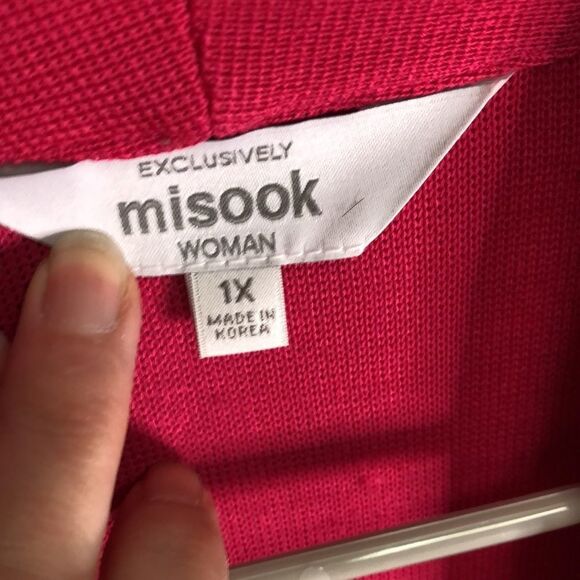 EXCLUSIVELY
misook
WOMAN
1X
MADE IN
KOREA